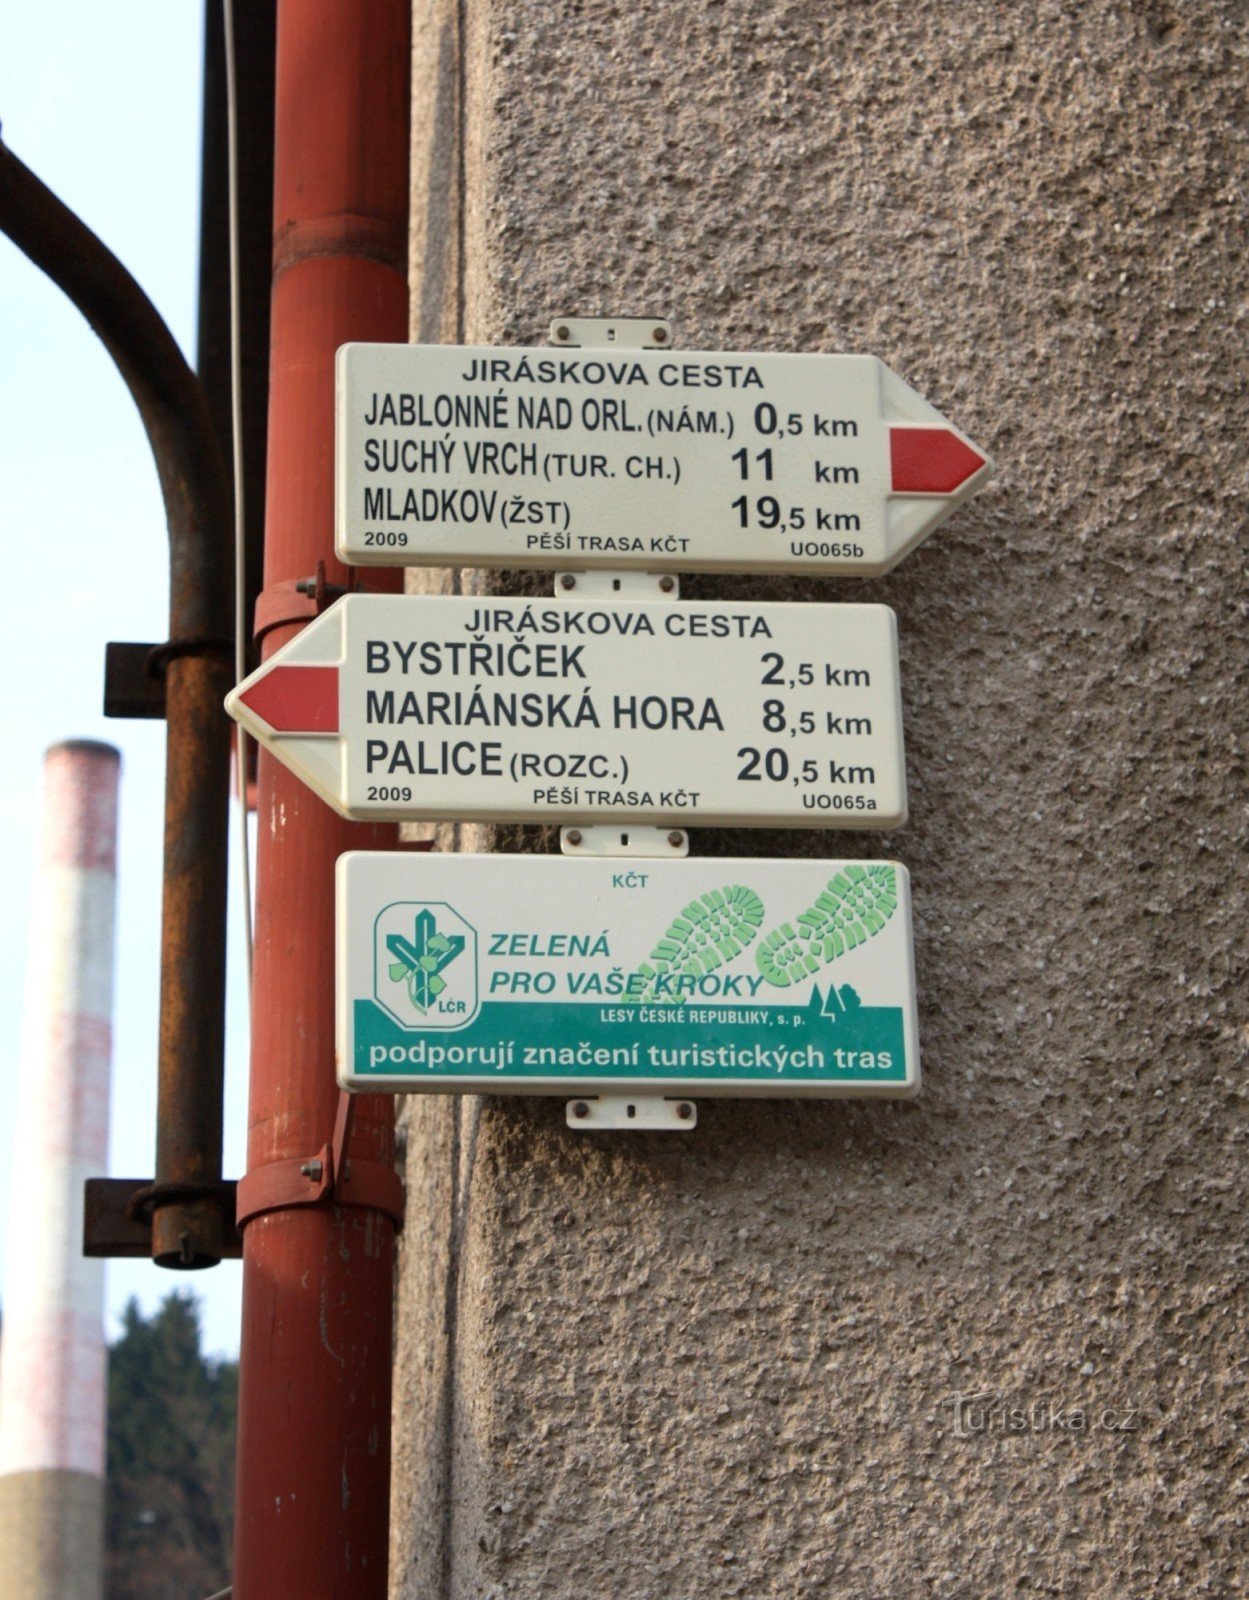 JIRÁSKOVA CESTA
JABLONNÉ NAD ORL. (NÁM.) 0,5 km
SUCHÝ VRCH (TUR. CH.) 11 km
MLADKOV (ŽST) 19,5 km
2009 PĚŠÍ TRASA KČT UO065b
JIRÁSKOVA CESTA
BYSTŘIČEK 2,5 km
MARIÁNSKÁ HORA 8,5 km
PALICE (ROZC.) 20,5 km
2009 PĚŠÍ TRASA KČT UO065a
KČT
ZELENÁ
PRO VAŠE KROKY
LČR
LESY ČESKÉ REPUBLIKY, s. p.
podporují značení turistických tras
Turistika.cz